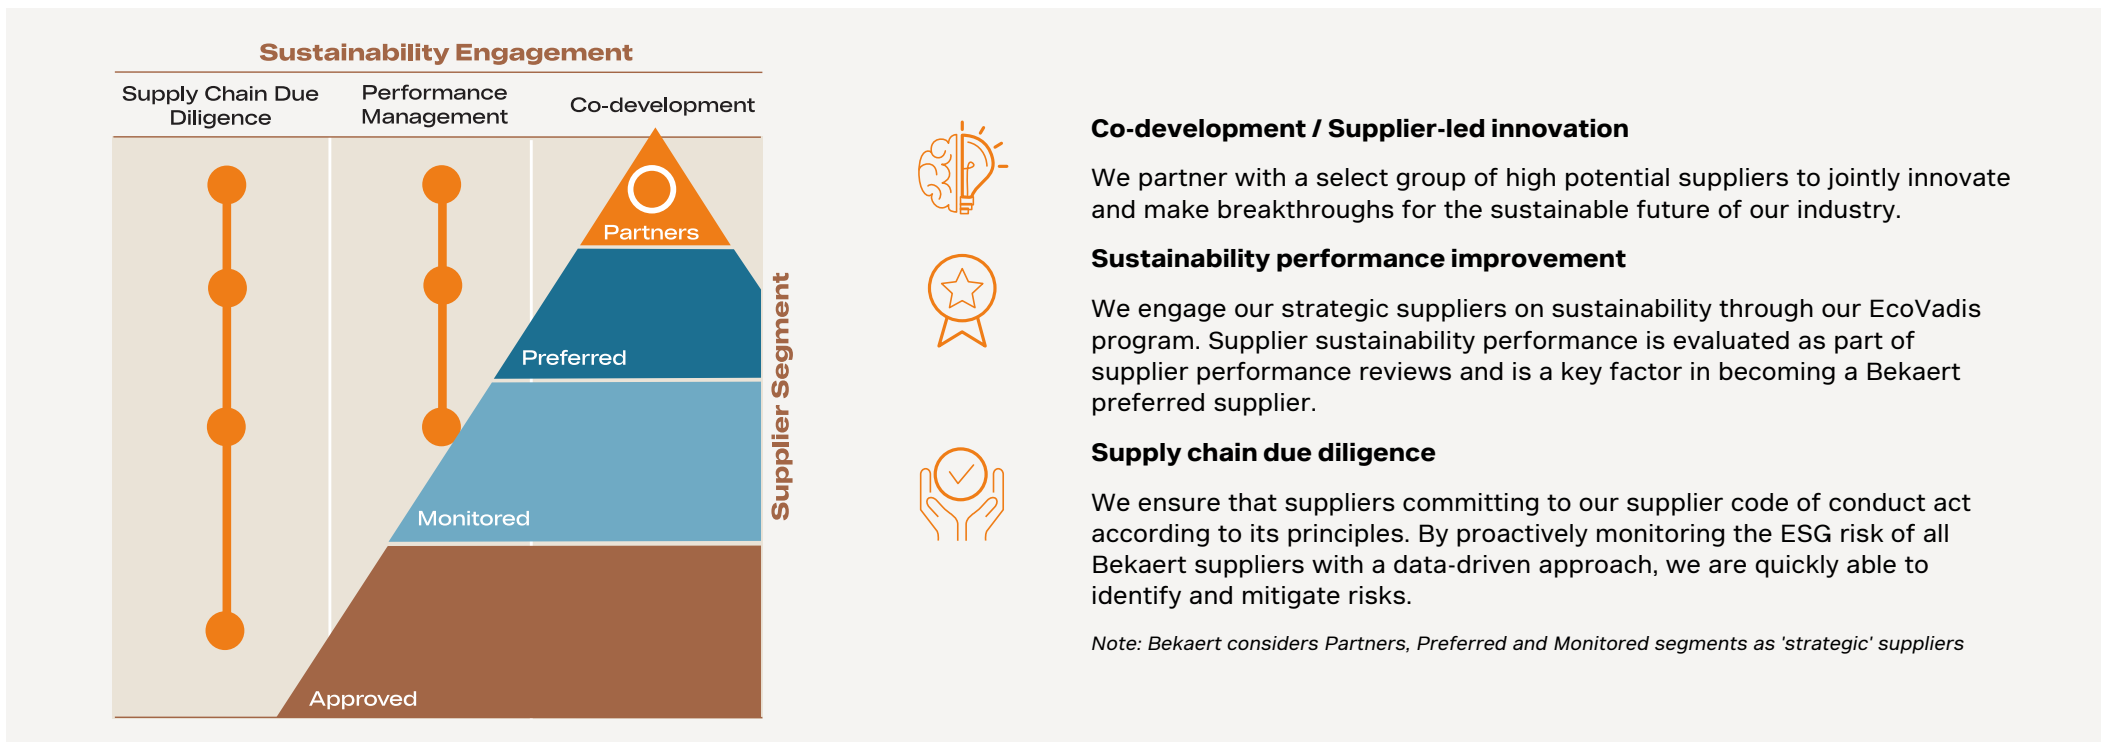 Sustainability Engagement
Supply Chain Due
Diligence
Performance
Management
Co-development
Partners
Preferred
Monitored
Approved
Supplier Segment
Co-development / Supplier-led innovation
We partner with a select group of high potential suppliers to jointly innovate
and make breakthroughs for the sustainable future of our industry.
Sustainability performance improvement
We engage our strategic suppliers on sustainability through our EcoVadis
program. Supplier sustainability performance is evaluated as part of
supplier performance reviews and is a key factor in becoming a Bekaert
preferred supplier.
Supply chain due diligence
We ensure that suppliers committing to our supplier code of conduct act
according to its principles. By proactively monitoring the ESG risk of all
Bekaert suppliers with a data-driven approach, we are quickly able to
identify and mitigate risks.
Note: Bekaert considers Partners, Preferred and Monitored segments as 'strategic' suppliers